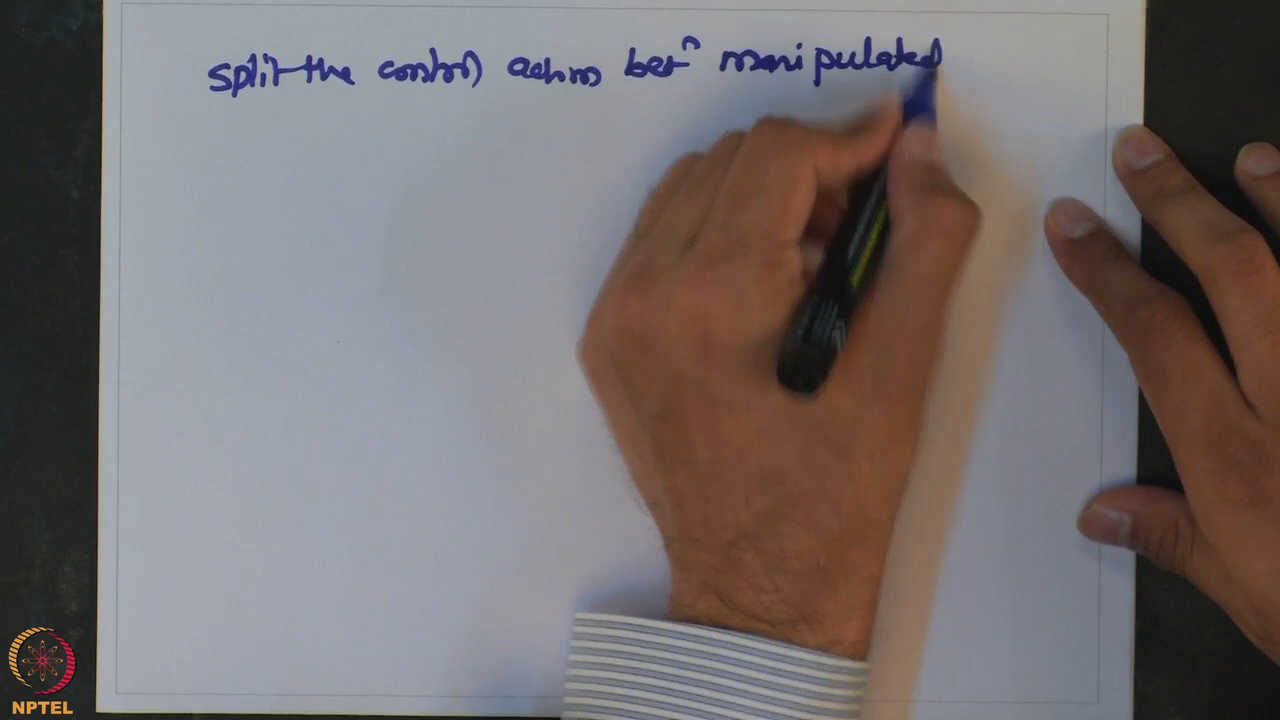 split the control action betⁿ manipulated
NPTEL